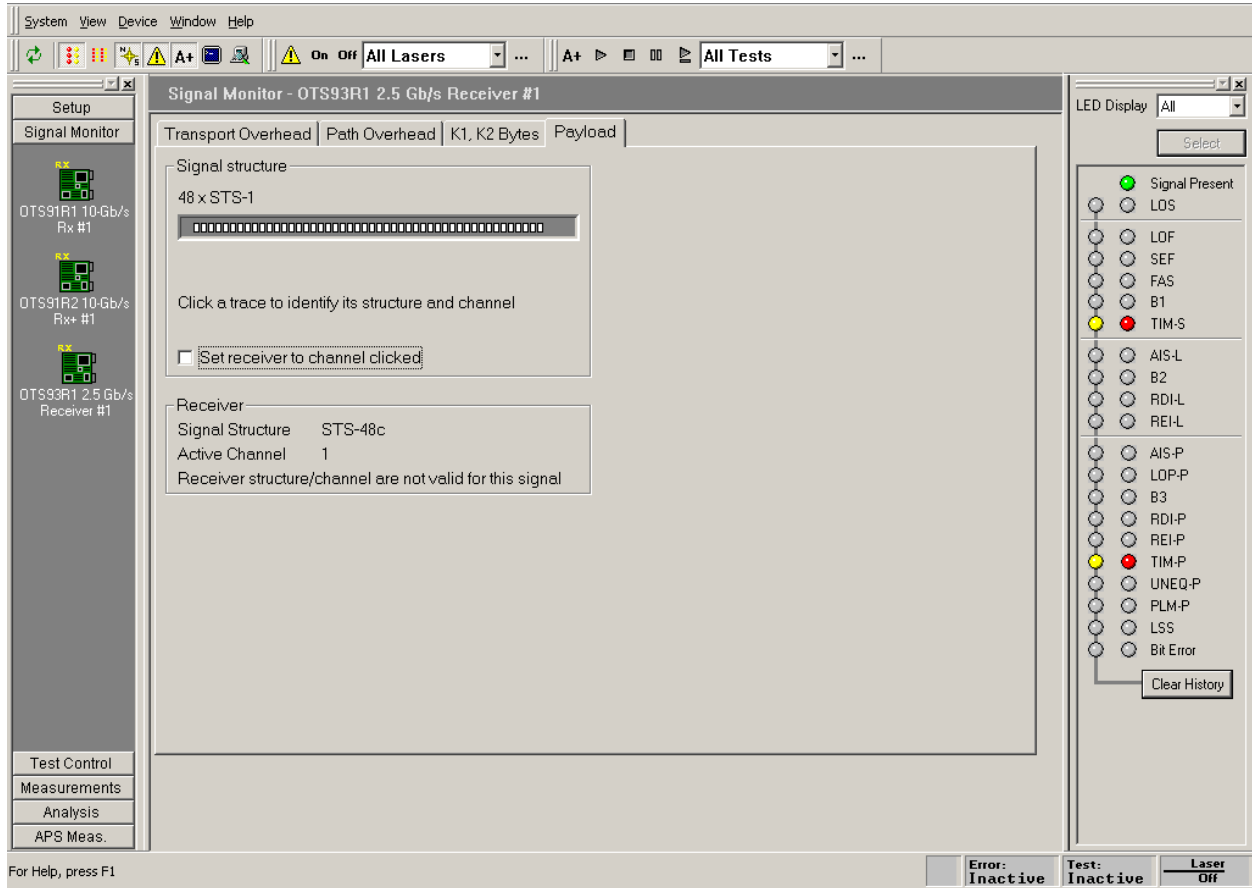 System View Device Window Help
A+ On Off All Lasers ... A+ All Tests ...
Setup
Signal Monitor
RX
OTS91R1 10-Gb/s
Rx #1
RX
OTS91R2 10-Gb/s
Rx+ #1
RX
OTS93R1 2.5 Gb/s
Receiver #1
Test Control
Measurements
Analysis
APS Meas.
Signal Monitor - OTS93R1 2.5 Gb/s Receiver #1
Transport Overhead Path Overhead K1, K2 Bytes Payload
Signal structure
48 x STS-1
Click a trace to identify its structure and channel
Set receiver to channel clicked
Receiver
Signal Structure STS-48c
Active Channel 1
Receiver structure/channel are not valid for this signal
LED Display All
Select
Signal Present
LOS
LOF
SEF
FAS
B1
TIM-S
AIS-L
B2
RDI-L
REI-L
AIS-P
LOP-P
B3
RDI-P
REI-P
TIM-P
UNEQ-P
PLM-P
LSS
Bit Error
Clear History
For Help, press F1
Error:
Inactive
Test:
Inactive
Laser
Off